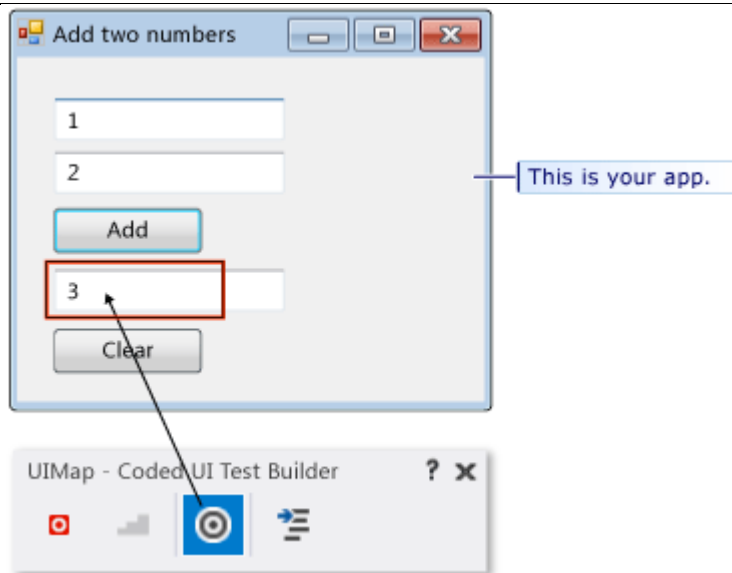 Add two numbers
1
2
This is your app.
Add
3
Clear
UIMap - Coded UI Test Builder ?